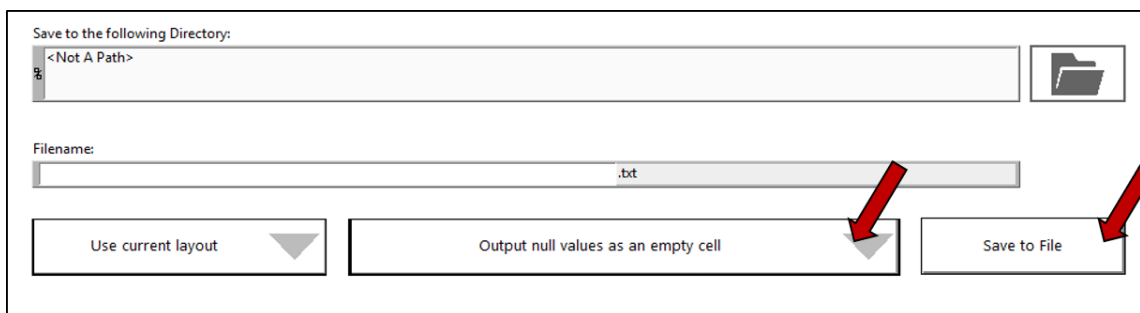 Save to the following Directory:
<Not A Path>
Filename:
.txt
Use current layout
Output null values as an empty cell
Save to File